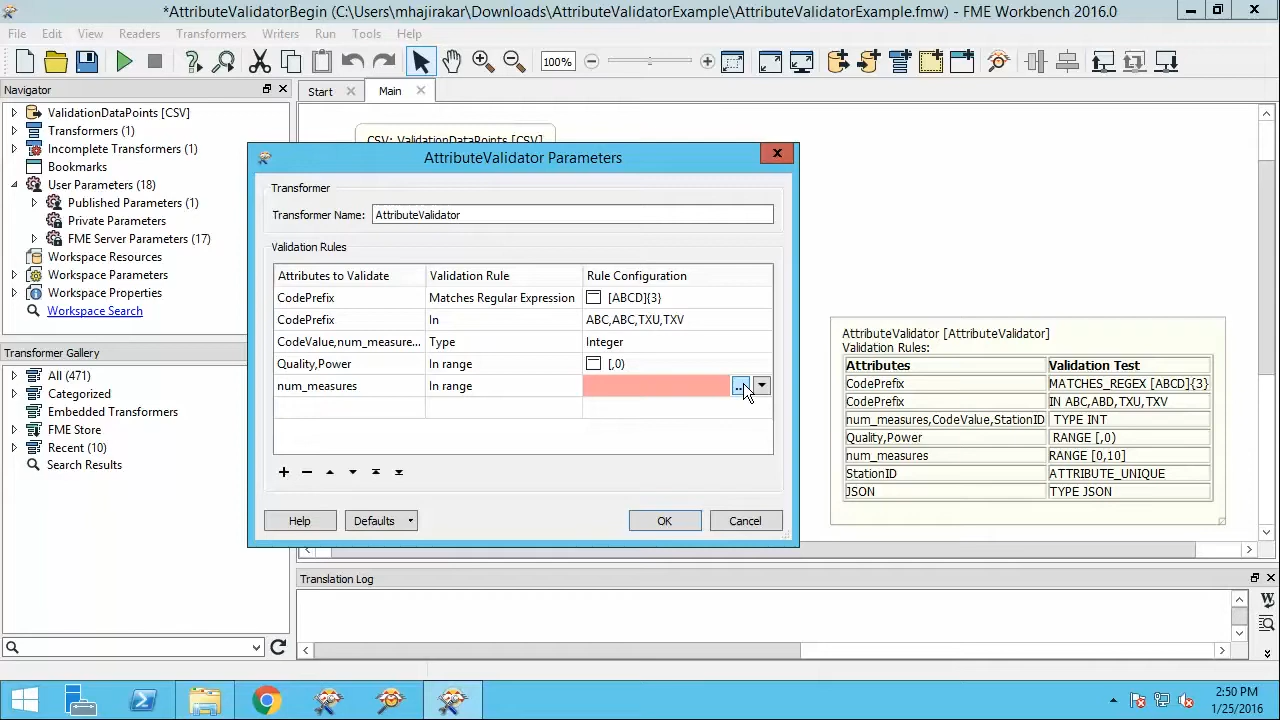 *AttributeValidatorBegin (C:\Users\mhajirakar\Downloads\AttributeValidatorExample\AttributeValidatorExample.fmw) - FME Workbench 2016.0
File Edit View Readers Transformers Writers Run Tools Help
100%
Navigator
Start
Main
ValidationDataPoints [CSV]
Transformers (1)
Incomplete Transformers (1)
Bookmarks
User Parameters (18)
Published Parameters (1)
Private Parameters
FME Server Parameters (17)
Workspace Resources
Workspace Parameters
Workspace Properties
Workspace Search
Transformer Gallery
All (471)
Categorized
Embedded Transformers
FME Store
Recent (10)
Search Results
CSV: ValidationDataPoints [CSV]
AttributeValidator Parameters
Transformer
Transformer Name: AttributeValidator
Validation Rules
Attributes to Validate Validation Rule Rule Configuration
CodePrefix Matches Regular Expression [ABCD]{3}
CodePrefix In ABC,ABC,TXU,TXV
CodeValue,num_measure... Type Integer
Quality,Power In range [,0)
num_measures In range ...
Help Defaults OK Cancel
AttributeValidator [AttributeValidator]
Validation Rules:
Attributes Validation Test
CodePrefix MATCHES_REGEX [ABCD]{3}
CodePrefix IN ABC,ABD,TXU,TXV
num_measures,CodeValue,StationID TYPE INT
Quality,Power RANGE [,0)
num_measures RANGE [0,10]
StationID ATTRIBUTE_UNIQUE
JSON TYPE JSON
Translation Log
2:50 PM
1/25/2016